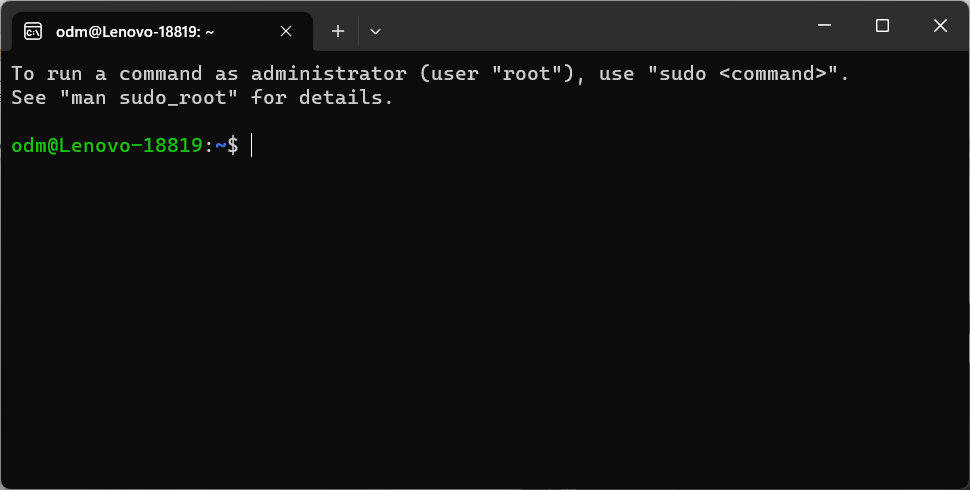 odm@Lenovo-18819: ~
To run a command as administrator (user "root"), use "sudo <command>".
See "man sudo_root" for details.
odm@Lenovo-18819:~$